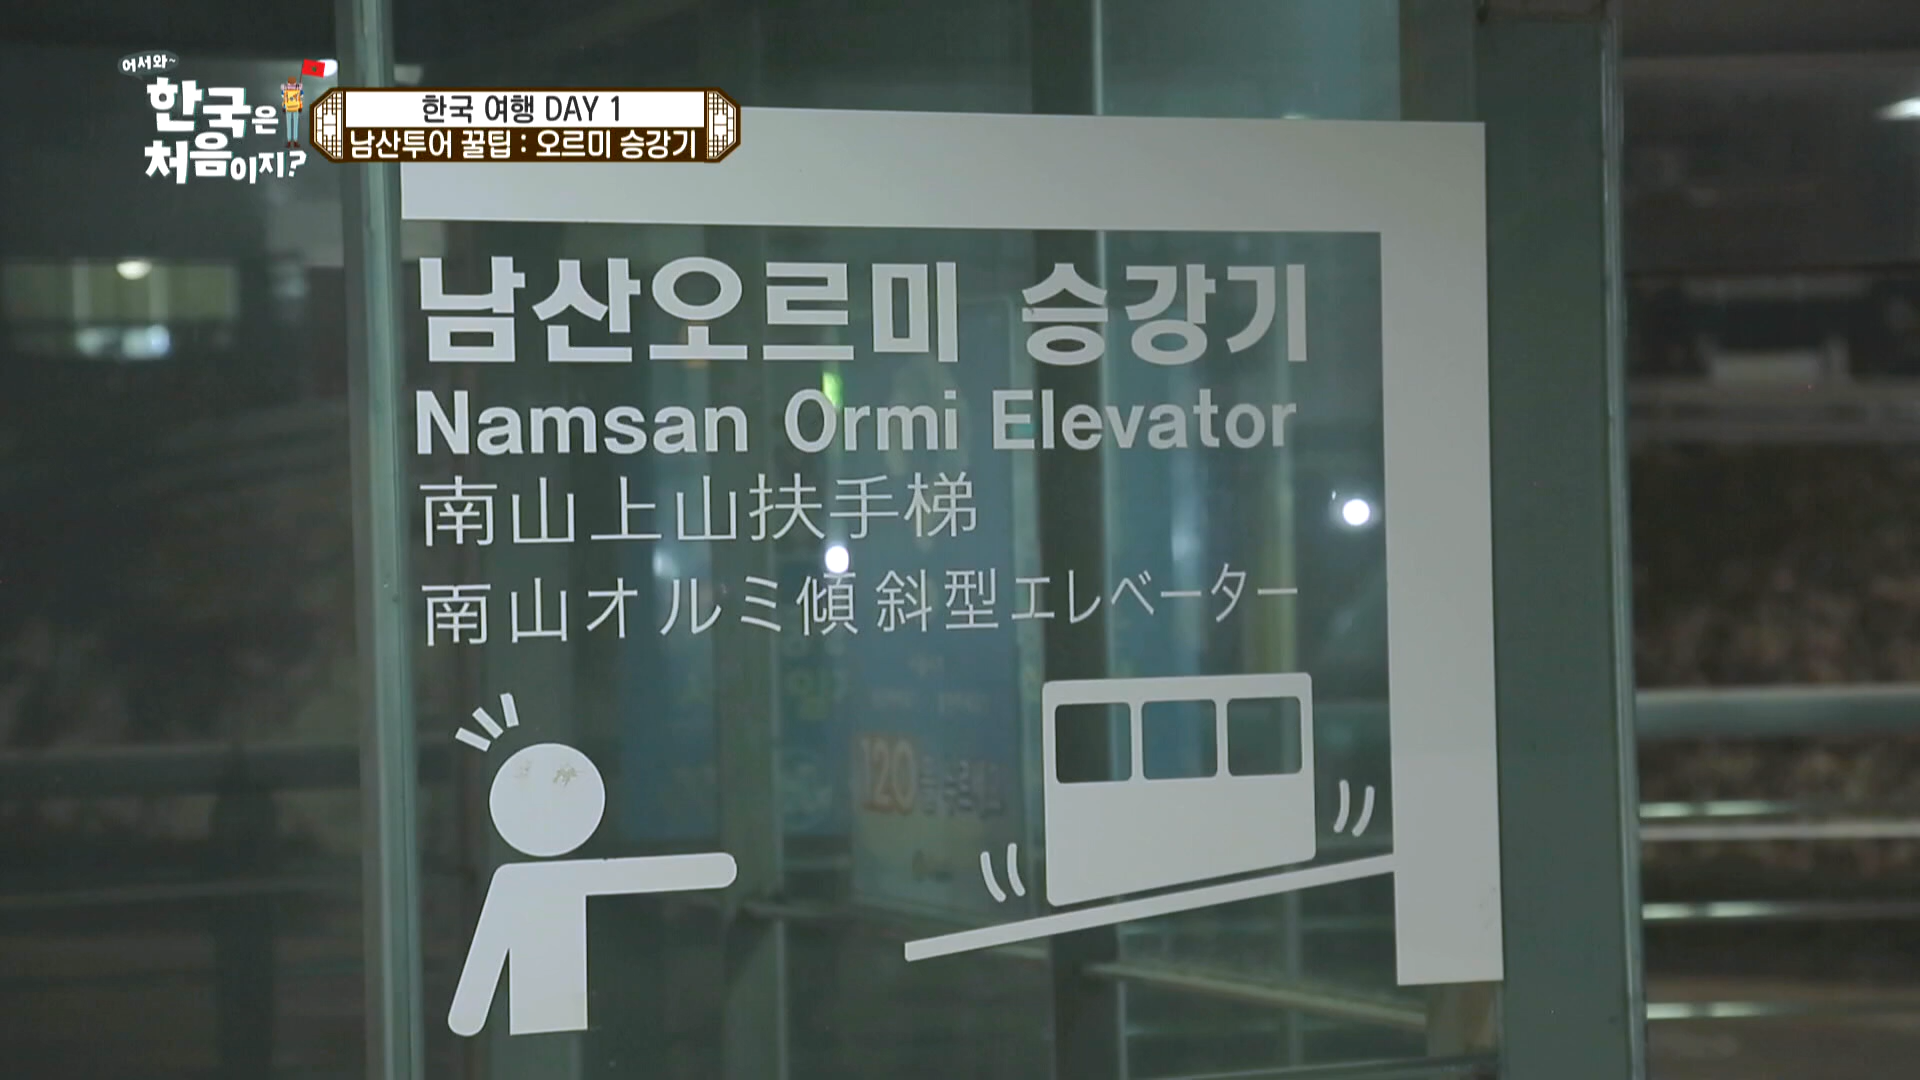 어서와~
한국은
처음이지?
한국 여행 DAY 1
남산투어 꿀팁 : 오르미 승강기
남산오르미 승강기
Namsan Ormi Elevator
南山上山扶手梯
南山オルミ傾斜型エレベーター
120